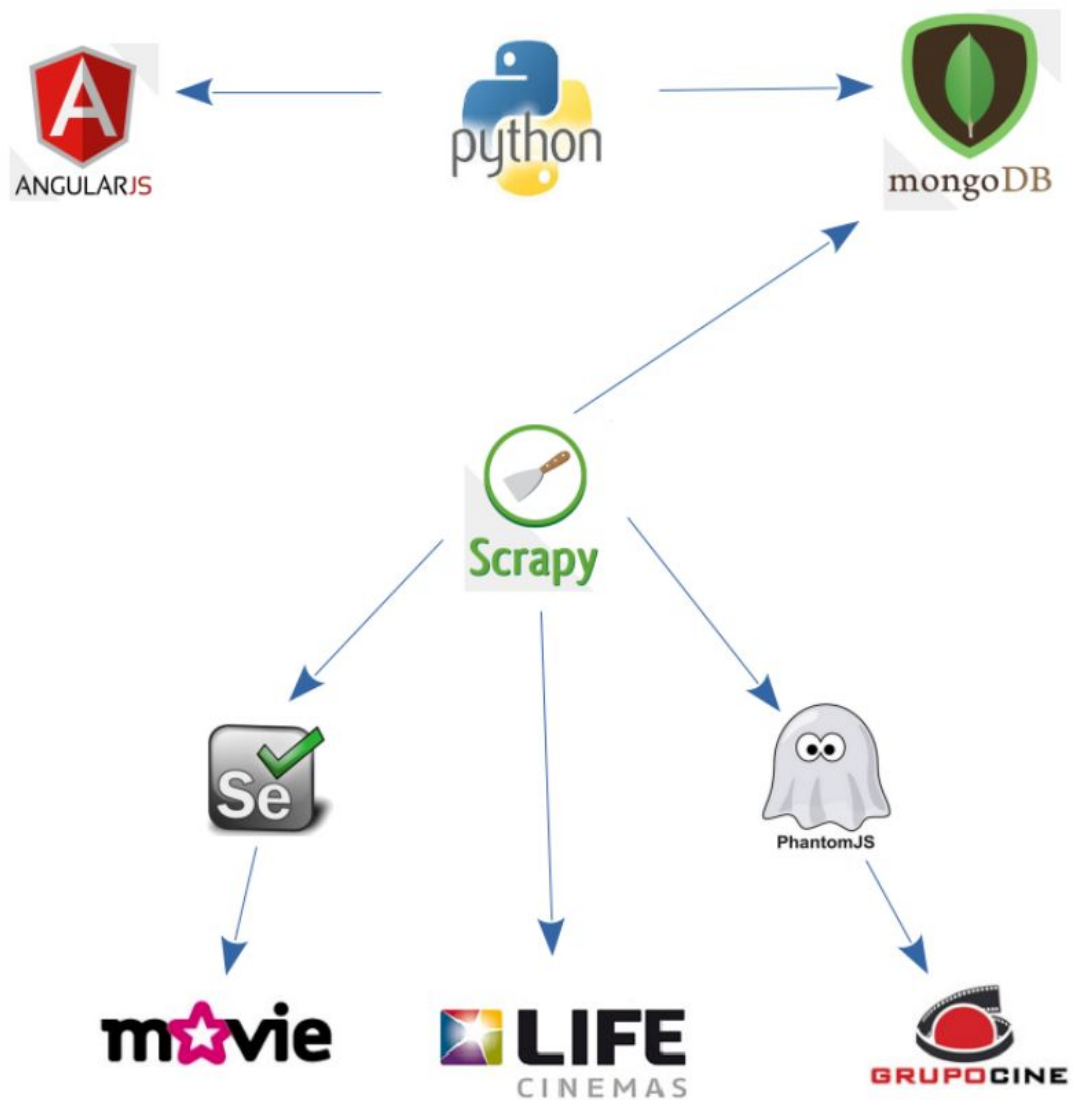 ANGULARJS
python
mongoDB
Scrapy
Se
PhantomJS
movie
LIFE
CINEMAS
GRUPOCINE